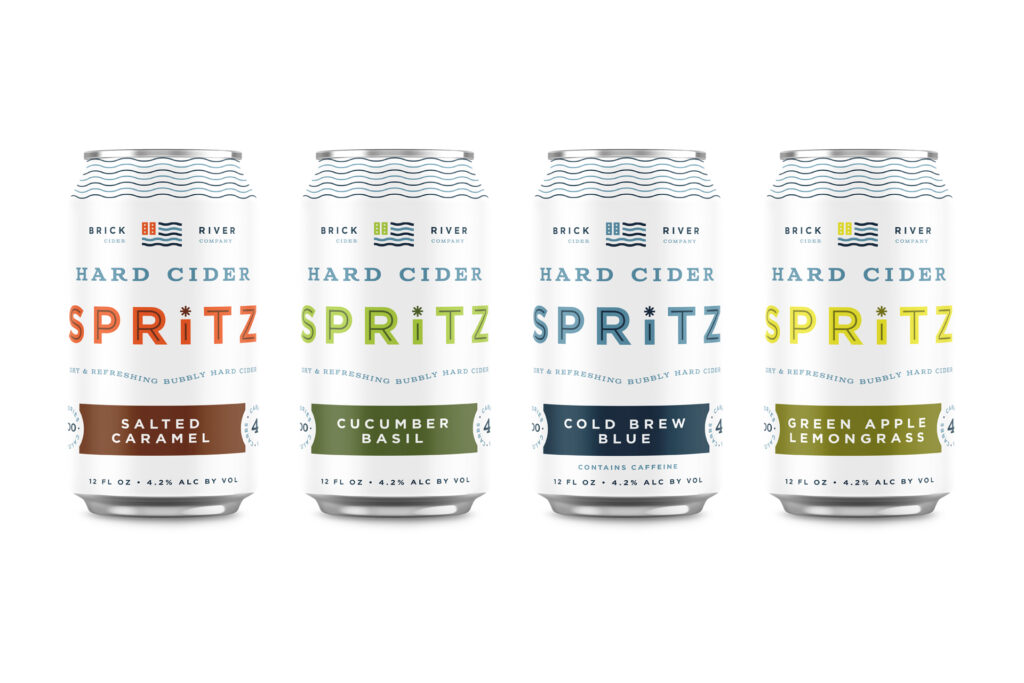 BRICK RIVER
CIDER COMPANY
HARD CIDER
SPRiTZ
DRY & REFRESHING BUBBLY HARD CIDER
SALTED
CARAMEL
12 FL OZ • 4.2% ALC BY VOL
BRICK RIVER
CIDER COMPANY
HARD CIDER
SPRiTZ
DRY & REFRESHING BUBBLY HARD CIDER
CUCUMBER
BASIL
12 FL OZ • 4.2% ALC BY VOL
BRICK RIVER
CIDER COMPANY
HARD CIDER
SPRiTZ
DRY & REFRESHING BUBBLY HARD CIDER
COLD BREW
BLUE
CONTAINS CAFFEINE
12 FL OZ • 4.2% ALC BY VOL
BRICK RIVER
CIDER COMPANY
HARD CIDER
SPRiTZ
DRY & REFRESHING BUBBLY HARD CIDER
GREEN APPLE
LEMONGRASS
12 FL OZ • 4.2% ALC BY VOL